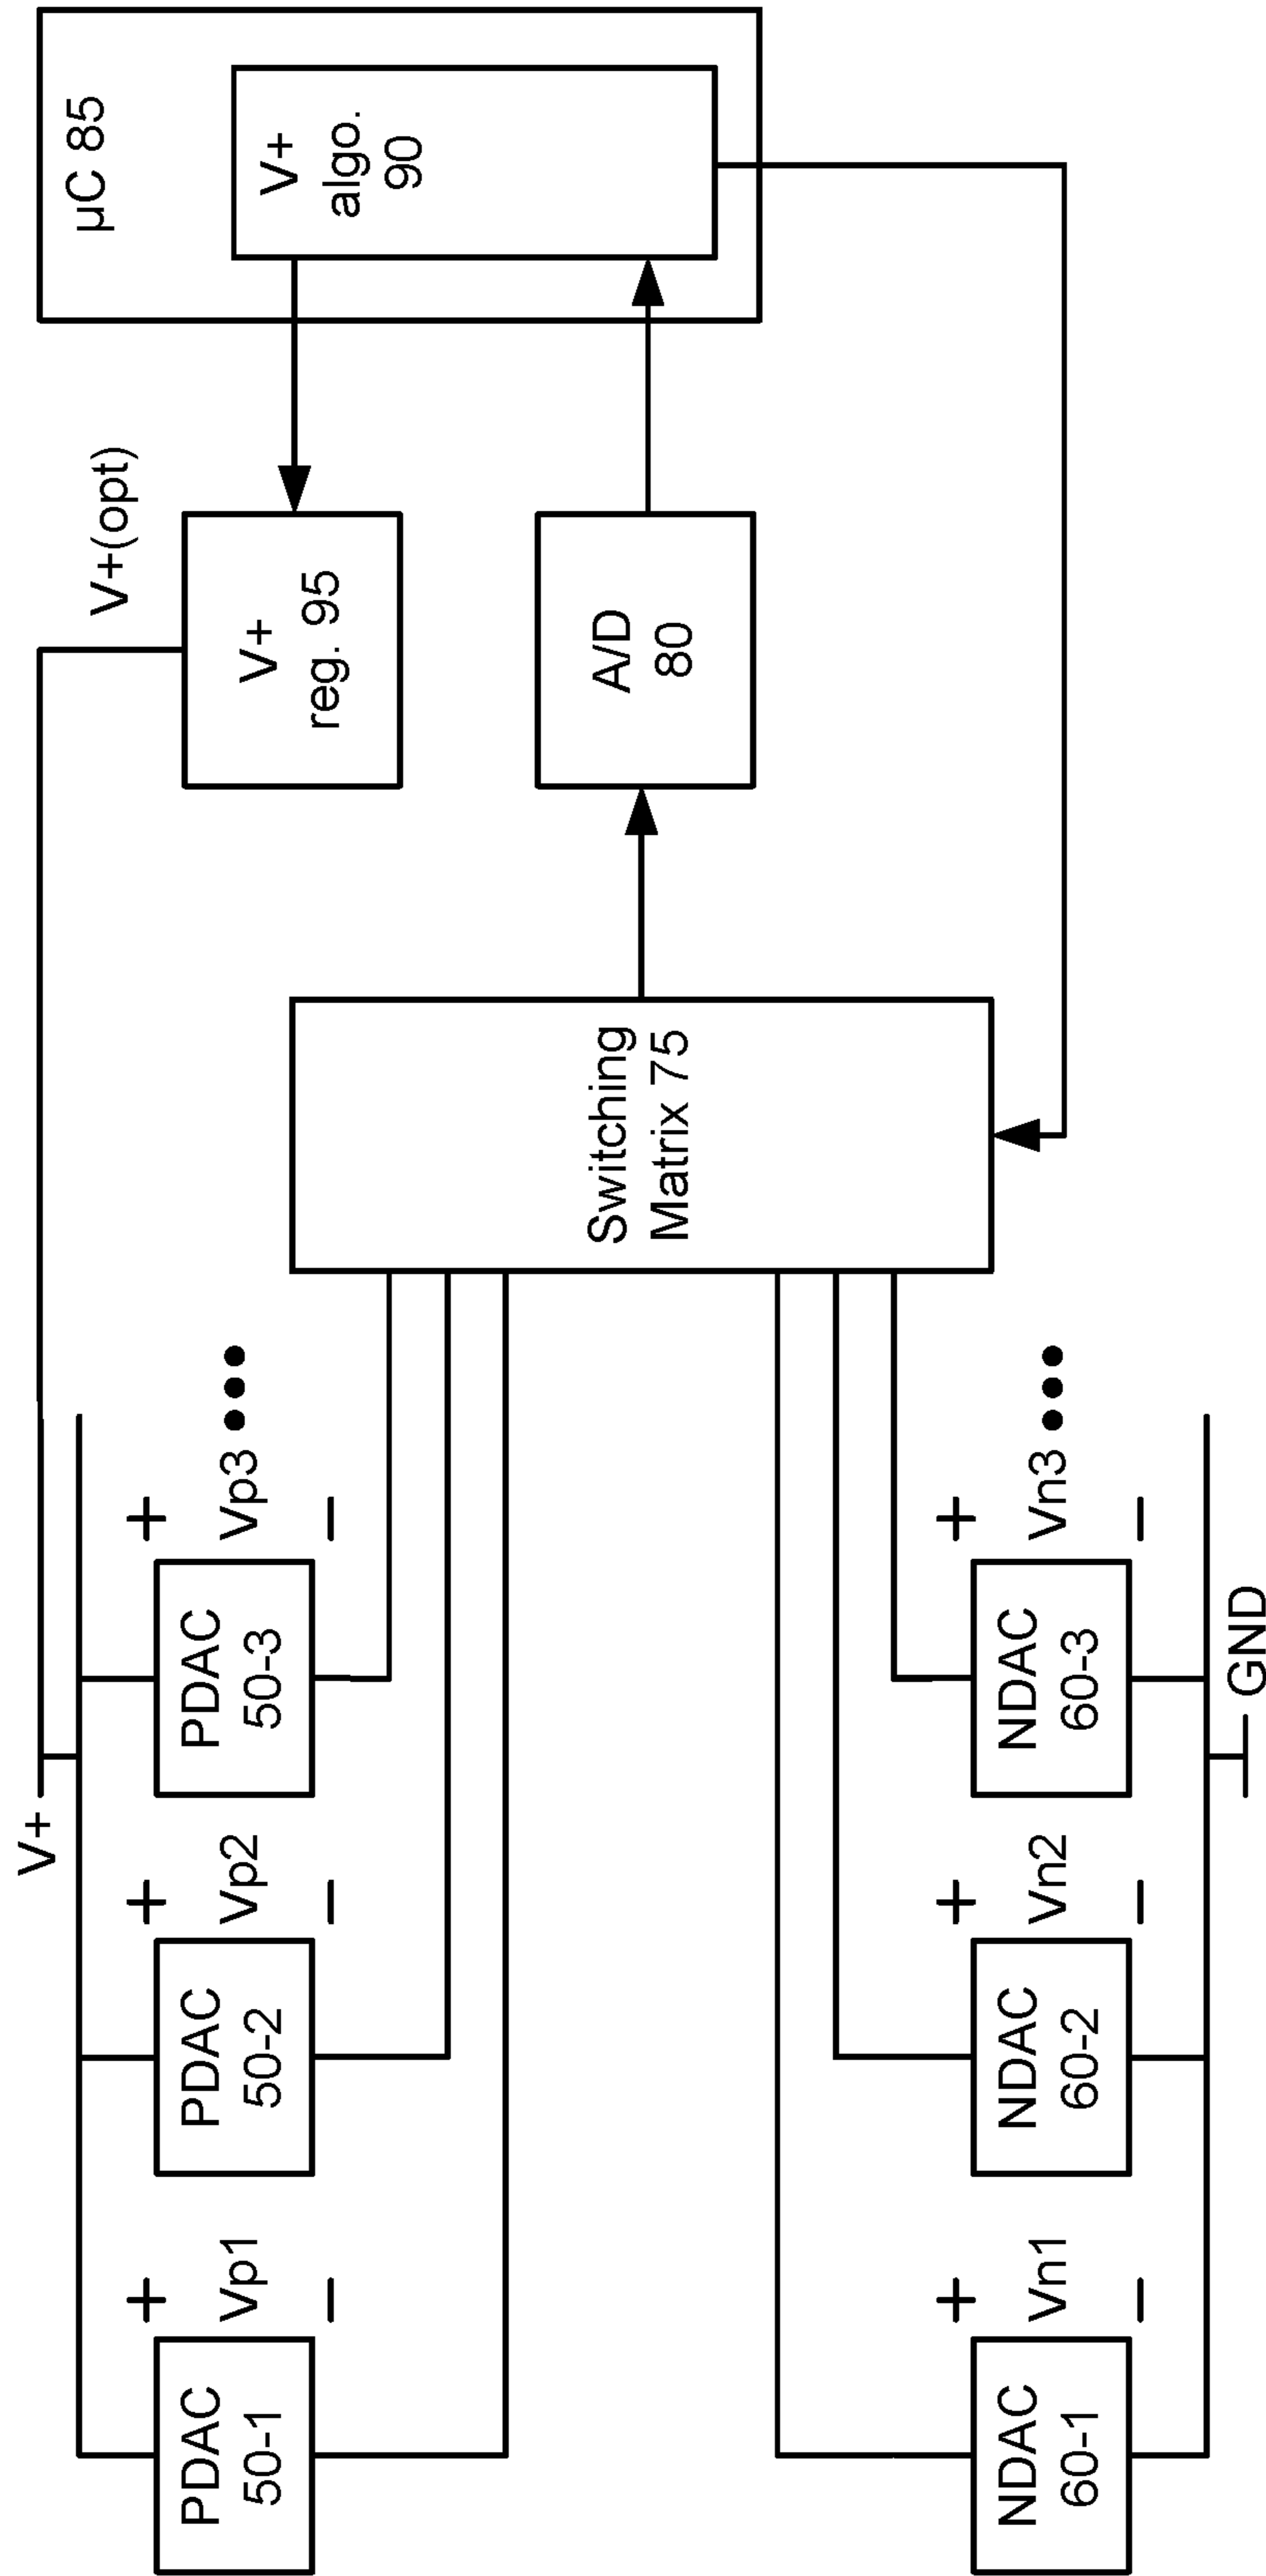 V+
V+(opt)
µC 85
PDAC
50-1
+
Vp1
–
PDAC
50-2
+
Vp2
–
PDAC
50-3
+
Vp3
–
V+
reg. 95
V+
algo.
90
Switching
Matrix 75
A/D
80
NDAC
60-1
+
Vn1
–
NDAC
60-2
+
Vn2
–
NDAC
60-3
+
Vn3
–
GND